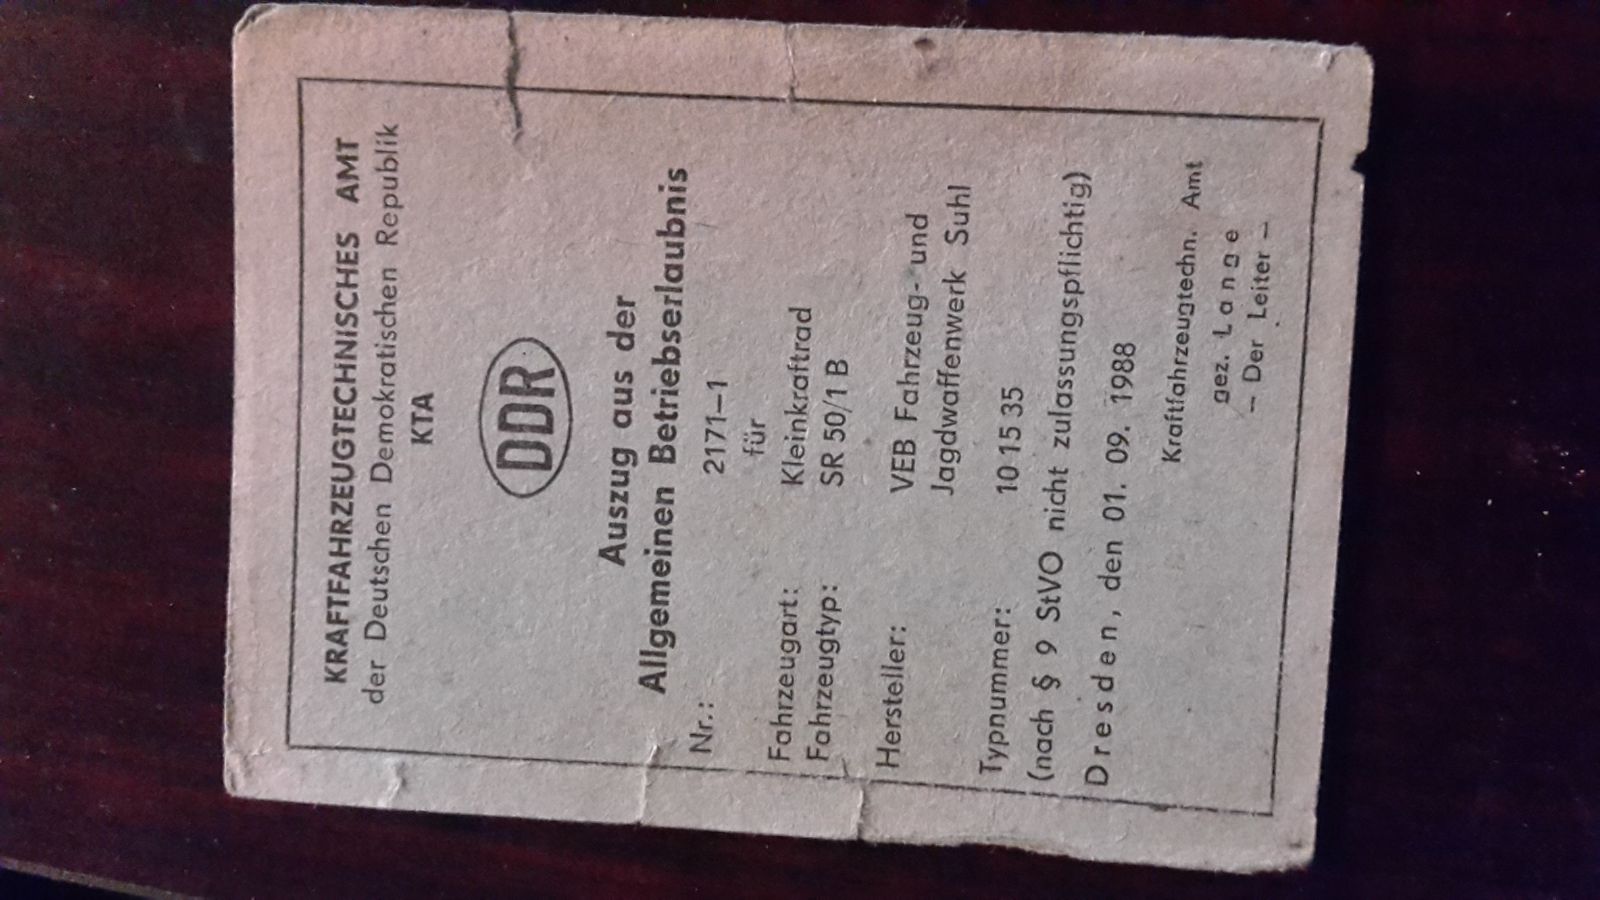 KRAFTFAHRZEUGTECHNISCHES AMT
der Deutschen Demokratischen Republik
KTA
DDR
Auszug aus der
Allgemeinen Betriebserlaubnis
Nr.: 2171–1
für
Fahrzeugart: Kleinkraftrad
Fahrzeugtyp: SR 50/1 B
Hersteller: VEB Fahrzeug- und
Jagdwaffenwerk Suhl
Typnummer: 10 15 35
(nach § 9 StVO nicht zulassungspflichtig)
Dresden, den 01. 09. 1988
Kraftfahrzeugtechn. Amt
gez. Lange
– Der Leiter –